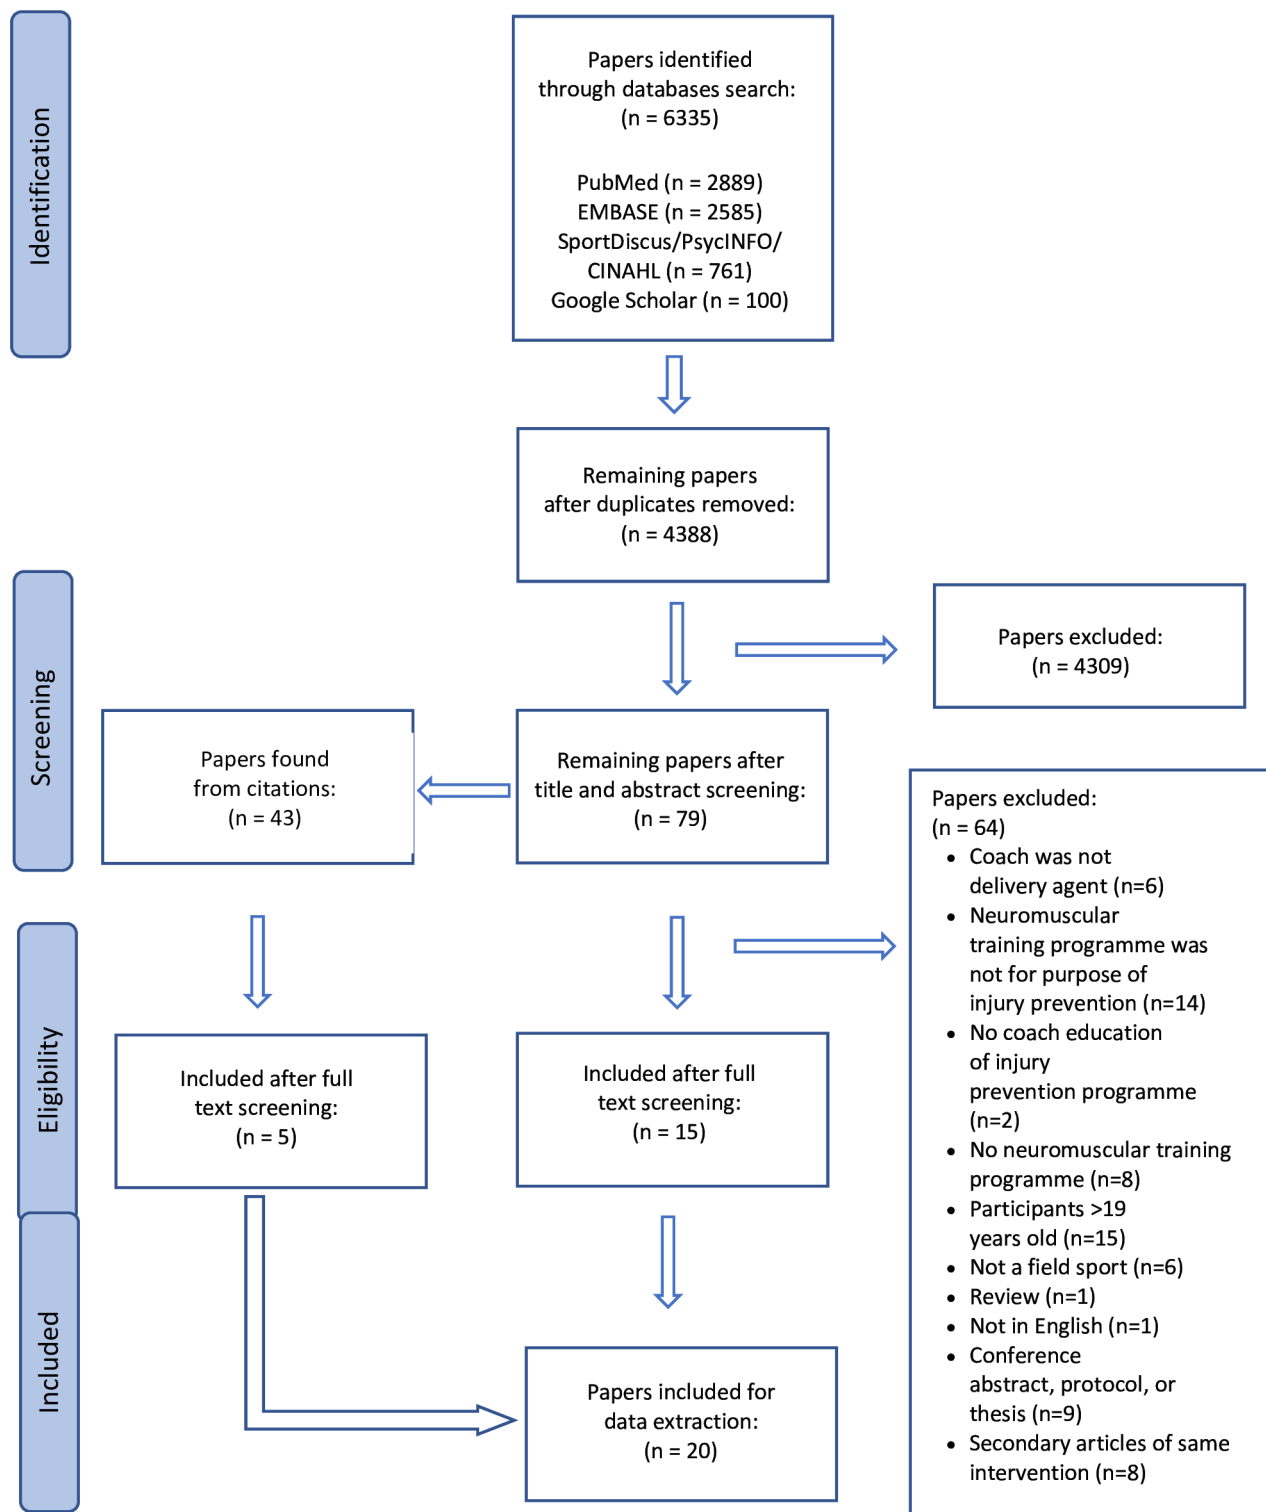 Identification
Papers identified
through databases search:
(n = 6335)
PubMed (n = 2889)
EMBASE (n = 2585)
SportDiscus/PsycINFO/
CINAHL (n = 761)
Google Scholar (n = 100)
Remaining papers
after duplicates removed:
(n = 4388)
Screening
Papers excluded:
(n = 4309)
Papers found
from citations:
(n = 43)
Remaining papers after
title and abstract screening:
(n = 79)
Papers excluded:
(n = 64)
• Coach was not
delivery agent (n=6)
• Neuromuscular
training programme was
not for purpose of
injury prevention (n=14)
• No coach education
of injury
prevention programme
(n=2)
• No neuromuscular training
programme (n=8)
• Participants >19
years old (n=15)
• Not a field sport (n=6)
• Review (n=1)
• Not in English (n=1)
• Conference
abstract, protocol, or
thesis (n=9)
• Secondary articles of same
intervention (n=8)
Eligibility
Included after full
text screening:
(n = 5)
Included after full
text screening:
(n = 15)
Included
Papers included for
data extraction:
(n = 20)